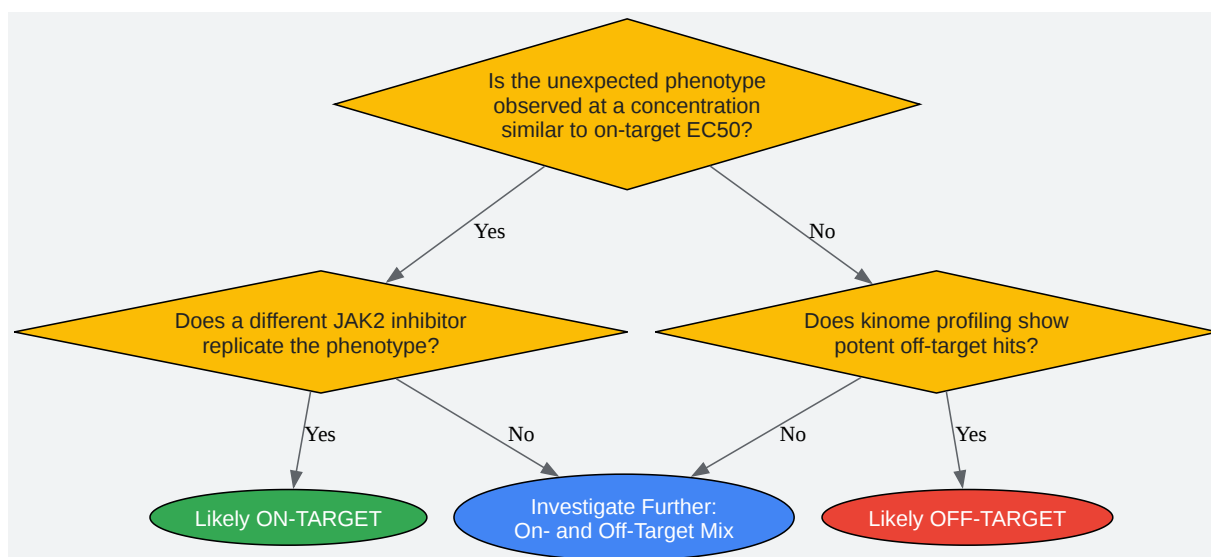 Is the unexpected phenotype
observed at a concentration
similar to on-target EC50?
Yes
No
Does a different JAK2 inhibitor
replicate the phenotype?
Does kinome profiling show
potent off-target hits?
Yes
No
No
Yes
Likely ON-TARGET
Investigate Further:
On- and Off-Target Mix
Likely OFF-TARGET